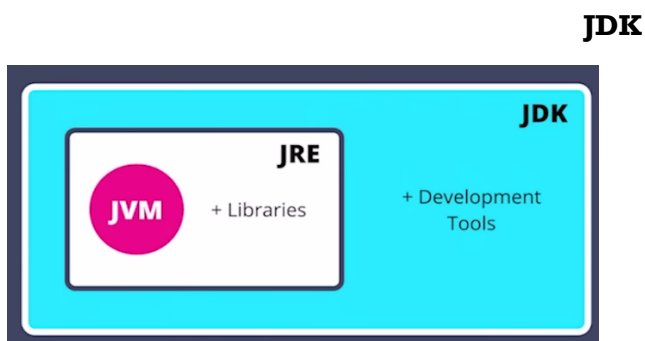 JDK
JDK
JRE
JVM
+ Libraries
+ Development
Tools